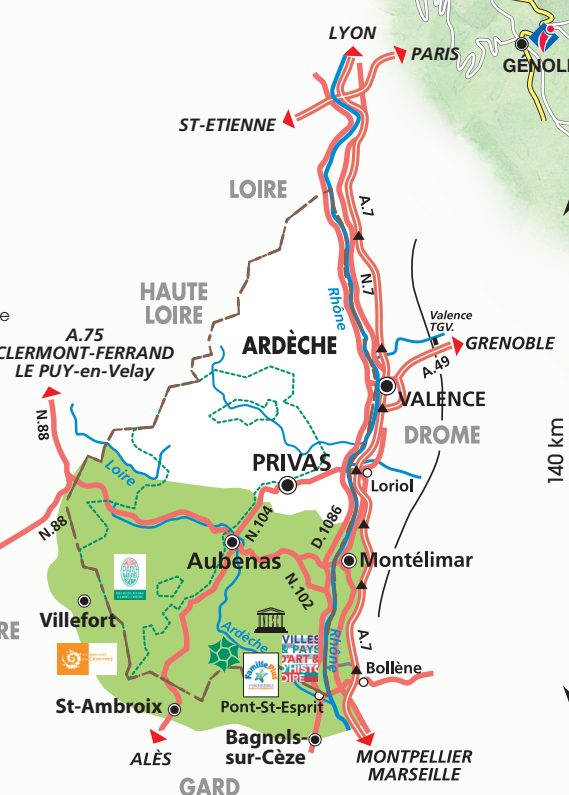 LYON
PARIS
GÉNOL
ST-ETIENNE
LOIRE
A.7
N.7
HAUTE
LOIRE
Rhône
e
A.75
CLERMONT-FERRAND
LE PUY-en-Velay
ARDÈCHE
Valence
TGV.
GRENOBLE
A.49
VALENCE
N.88
DROME
140 km
Loire
PRIVAS
Loriol
N.88
N.104
D.1086
Aubenas
Montélimar
N.102
Villefort
RE
Ardèche
VILLES
& PAYS
D'ART &
D'HISTOIRE
Famille Plus
Rhône
A.7
Bollène
St-Ambroix
Pont-St-Esprit
Bagnols-
sur-Cèze
ALÈS
MONTPELLIER
MARSEILLE
GARD